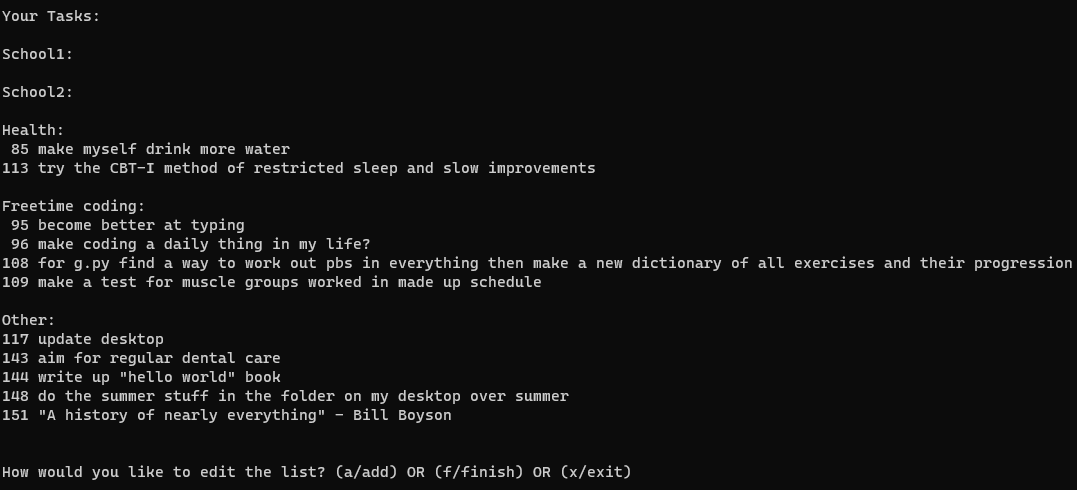 Your Tasks:
School1:
School2:
Health:
85 make myself drink more water
113 try the CBT-I method of restricted sleep and slow improvements
Freetime coding:
95 become better at typing
96 make coding a daily thing in my life?
108 for g.py find a way to work out pbs in everything then make a new dictionary of all exercises and their progression
109 make a test for muscle groups worked in made up schedule
Other:
117 update desktop
143 aim for regular dental care
144 write up "hello world" book
148 do the summer stuff in the folder on my desktop over summer
151 "A history of nearly everything" - Bill Boyson
How would you like to edit the list? (a/add) OR (f/finish) OR (x/exit)